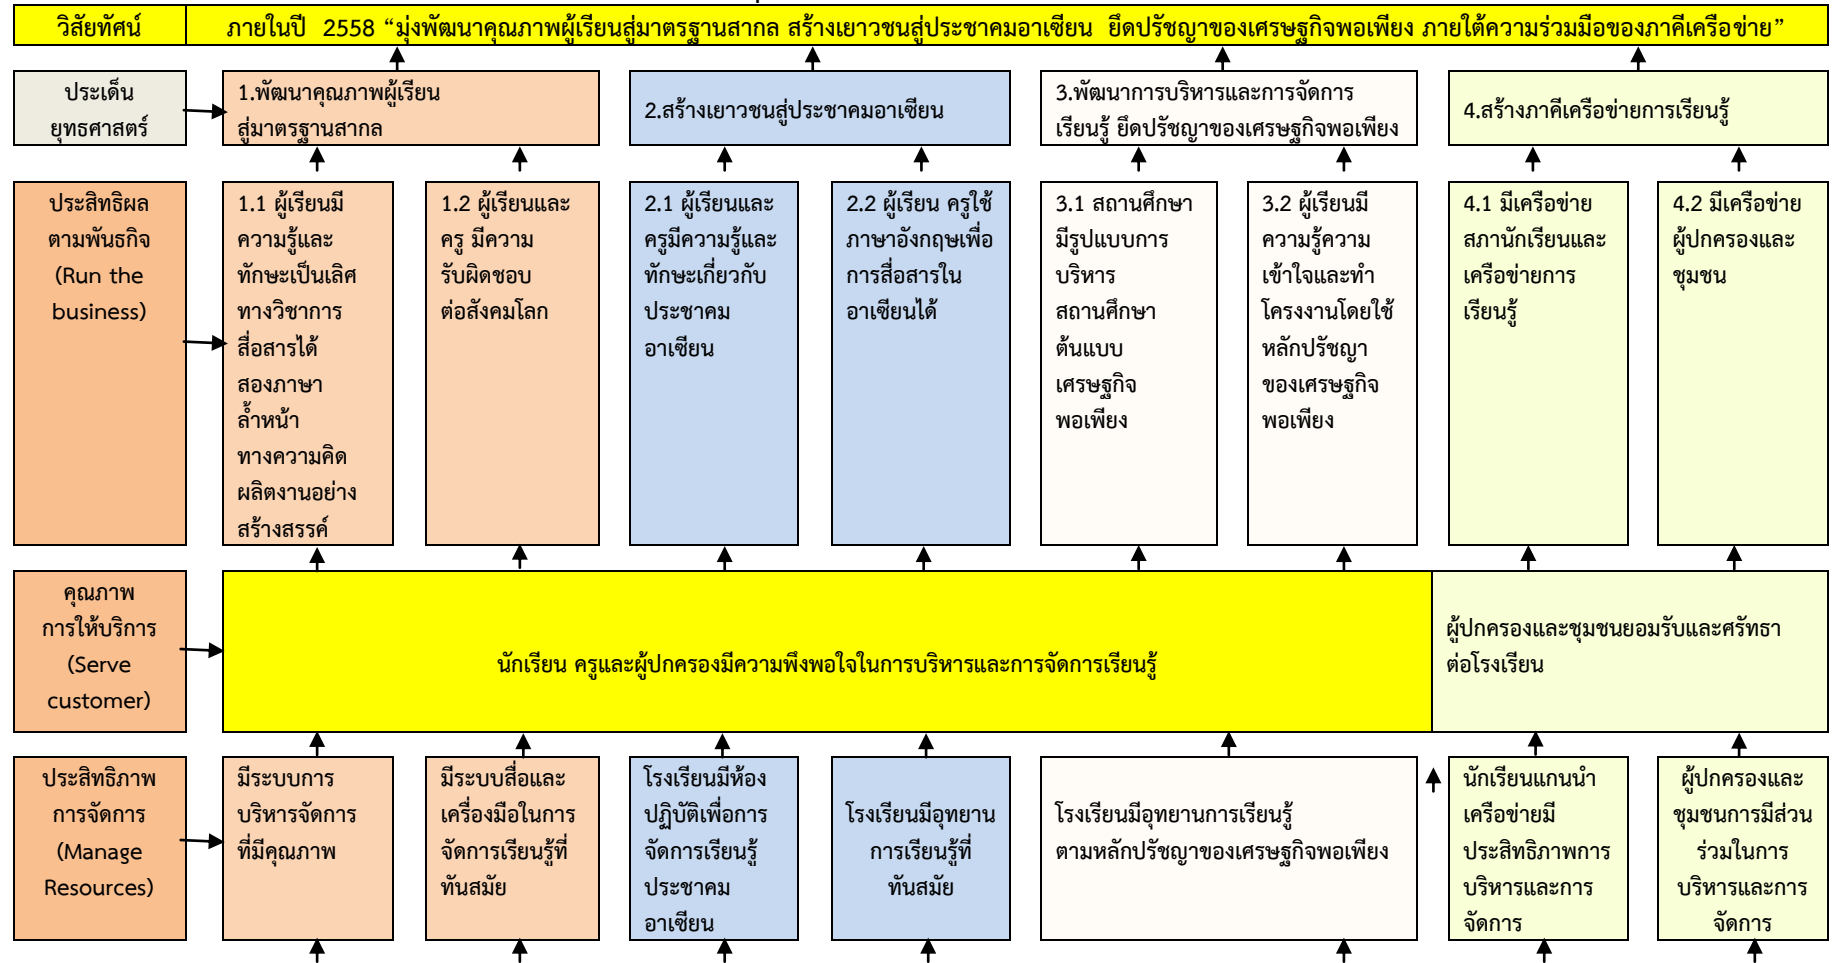 วิสัยทัศน์
ภายในปี 2558 “มุ่งพัฒนาคุณภาพผู้เรียนสู่มาตรฐานสากล สร้างเยาวชนสู่ประชาคมอาเซียน ยึดปรัชญาของเศรษฐกิจพอเพียง ภายใต้ความร่วมมือของภาคีเครือข่าย”
ประเด็น
ยุทธศาสตร์
1.พัฒนาคุณภาพผู้เรียน
สู่มาตรฐานสากล
2.สร้างเยาวชนสู่ประชาคมอาเซียน
3.พัฒนาการบริหารและการจัดการ
เรียนรู้ ยึดปรัชญาของเศรษฐกิจพอเพียง
4.สร้างภาคีเครือข่ายการเรียนรู้
ประสิทธิผล
ตามพันธกิจ
(Run the
business)
1.1 ผู้เรียนมี
ความรู้และ
ทักษะเป็นเลิศ
ทางวิชาการ
สื่อสารได้
สองภาษา
ล้ำหน้า
ทางความคิด
ผลิตงานอย่าง
สร้างสรรค์
1.2 ผู้เรียนและ
ครู มีความ
รับผิดชอบ
ต่อสังคมโลก
2.1 ผู้เรียนและ
ครูมีความรู้และ
ทักษะเกี่ยวกับ
ประชาคม
อาเซียน
2.2 ผู้เรียน ครูใช้
ภาษาอังกฤษเพื่อ
การสื่อสารใน
อาเซียนได้
3.1 สถานศึกษา
มีรูปแบบการ
บริหาร
สถานศึกษา
ต้นแบบ
เศรษฐกิจ
พอเพียง
3.2 ผู้เรียนมี
ความรู้ความ
เข้าใจและทำ
โครงงานโดยใช้
หลักปรัชญา
ของเศรษฐกิจ
พอเพียง
4.1 มีเครือข่าย
สภานักเรียนและ
เครือข่ายการ
เรียนรู้
4.2 มีเครือข่าย
ผู้ปกครองและ
ชุมชน
คุณภาพ
การให้บริการ
(Serve
customer)
นักเรียน ครูและผู้ปกครองมีความพึงพอใจในการบริหารและการจัดการเรียนรู้
ผู้ปกครองและชุมชนยอมรับและศรัทธา
ต่อโรงเรียน
ประสิทธิภาพ
การจัดการ
(Manage
Resources)
มีระบบการ
บริหารจัดการ
ที่มีคุณภาพ
มีระบบสื่อและ
เครื่องมือในการ
จัดการเรียนรู้ที่
ทันสมัย
โรงเรียนมีห้อง
ปฏิบัติเพื่อการ
จัดการเรียนรู้
ประชาคม
อาเซียน
โรงเรียนมีอุทยาน
การเรียนรู้ที่
ทันสมัย
โรงเรียนมีอุทยานการเรียนรู้
ตามหลักปรัชญาของเศรษฐกิจพอเพียง
นักเรียนแกนนำ
เครือข่ายมี
ประสิทธิภาพการ
บริหารและการ
จัดการ
ผู้ปกครองและ
ชุมชนการมีส่วน
ร่วมในการ
บริหารและการ
จัดการ